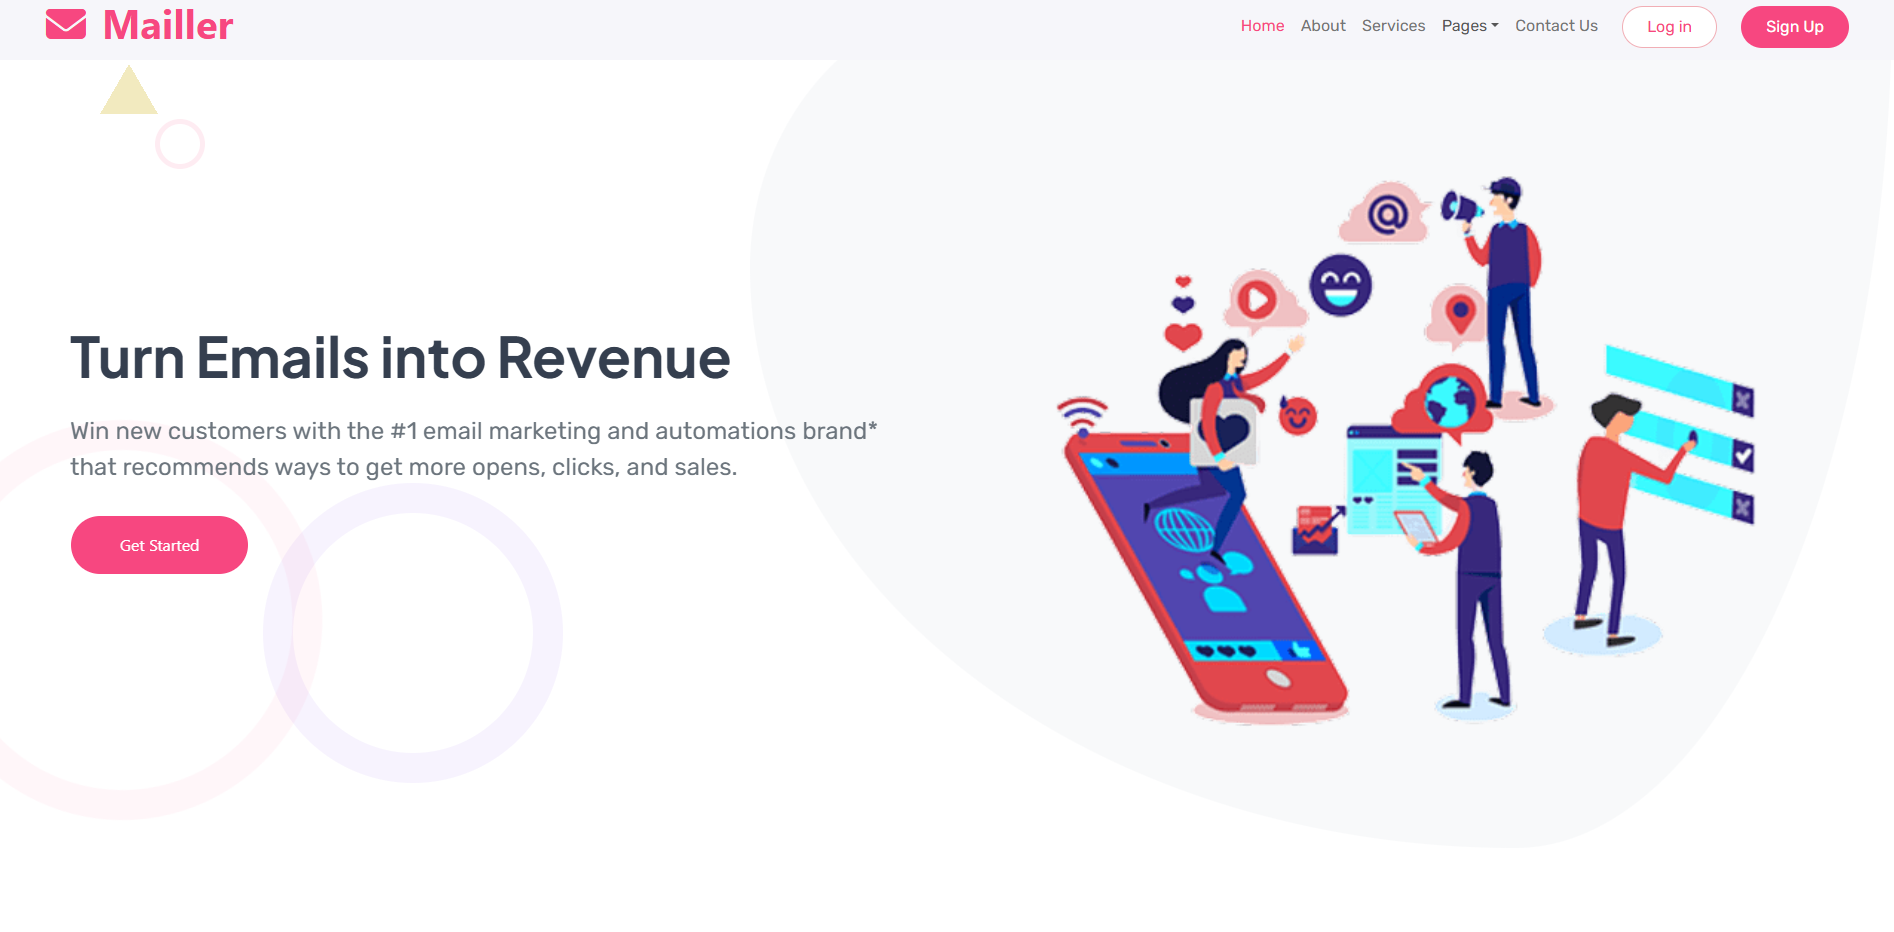 Mailler
Home About Services Pages Contact Us Log in Sign Up
Turn Emails into Revenue
Win new customers with the #1 email marketing and automations brand*
that recommends ways to get more opens, clicks, and sales.
Get Started
@